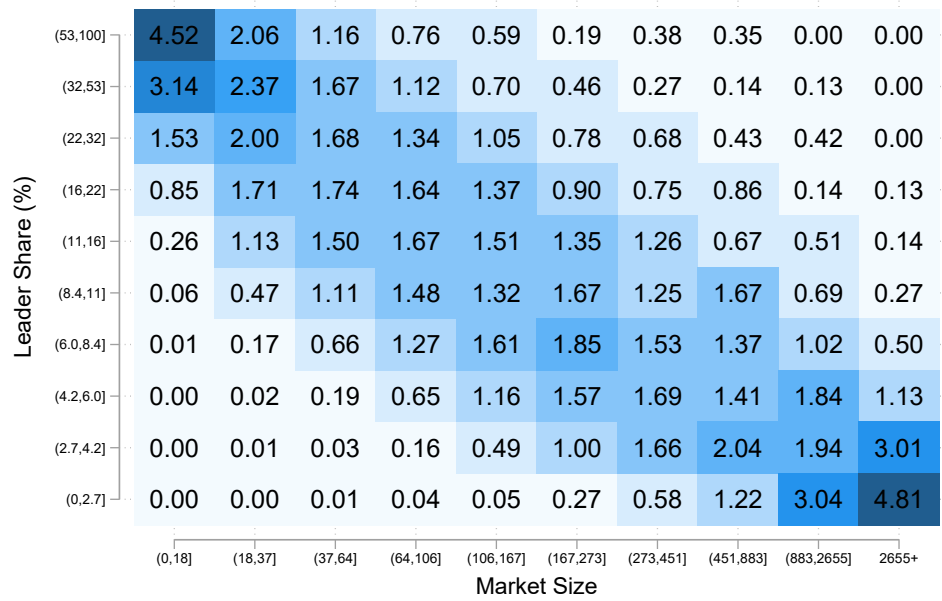 (53,100] 4.52 2.06 1.16 0.76 0.59 0.19 0.38 0.35 0.00 0.00
(32,53] 3.14 2.37 1.67 1.12 0.70 0.46 0.27 0.14 0.13 0.00
(22,32] 1.53 2.00 1.68 1.34 1.05 0.78 0.68 0.43 0.42 0.00
(16,22] 0.85 1.71 1.74 1.64 1.37 0.90 0.75 0.86 0.14 0.13
(11,16] 0.26 1.13 1.50 1.67 1.51 1.35 1.26 0.67 0.51 0.14
(8.4,11] 0.06 0.47 1.11 1.48 1.32 1.67 1.25 1.67 0.69 0.27
(6.0,8.4] 0.01 0.17 0.66 1.27 1.61 1.85 1.53 1.37 1.02 0.50
(4.2,6.0] 0.00 0.02 0.19 0.65 1.16 1.57 1.69 1.41 1.84 1.13
(2.7,4.2] 0.00 0.01 0.03 0.16 0.49 1.00 1.66 2.04 1.94 3.01
(0,2.7] 0.00 0.00 0.01 0.04 0.05 0.27 0.58 1.22 3.04 4.81
Leader Share (%)
(0,18] (18,37] (37,64] (64,106] (106,167] (167,273] (273,451] (451,883] (883,2655] 2655+
Market Size